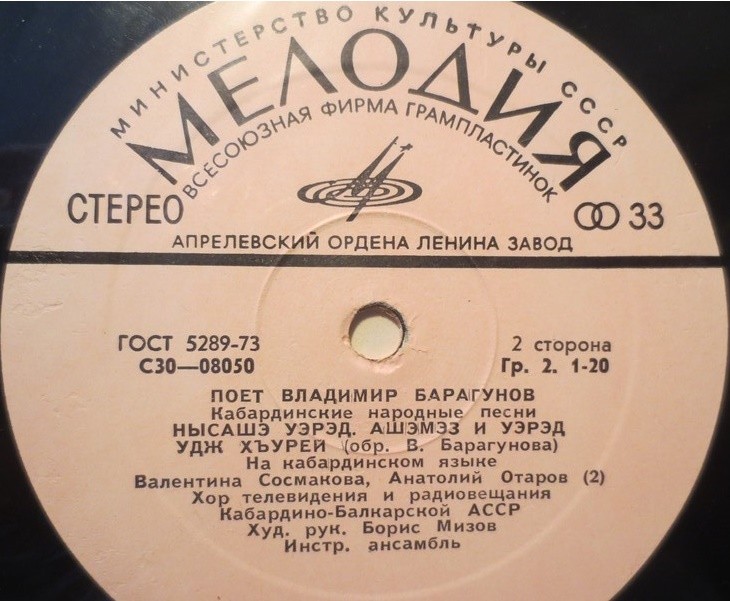 МИНИСТЕРСТВО КУЛЬТУРЫ СССР
МЕЛОДИЯ
ВСЕСОЮЗНАЯ ФИРМА ГРАМПЛАСТИНОК
СТЕРЕО
33
АПРЕЛЕВСКИЙ ОРДЕНА ЛЕНИНА ЗАВОД
ГОСТ 5289-73
2 сторона
С30—08050
Гр. 2. 1-20
ПОЕТ ВЛАДИМИР БАРАГУНОВ
Кабардинские народные песни
НЫСАШЭ УЭРЭД. АШЭМЭЗ И УЭРЭД
УДЖ ХЪУРЕЙ (обр. В. Барагунова)
На кабардинском языке
Валентина Сосмакова, Анатолий Отаров (2)
Хор телевидения и радиовещания
Кабардино-Балкарской АССР
Худ. рук. Борис Мизов
Инстр. ансамбль